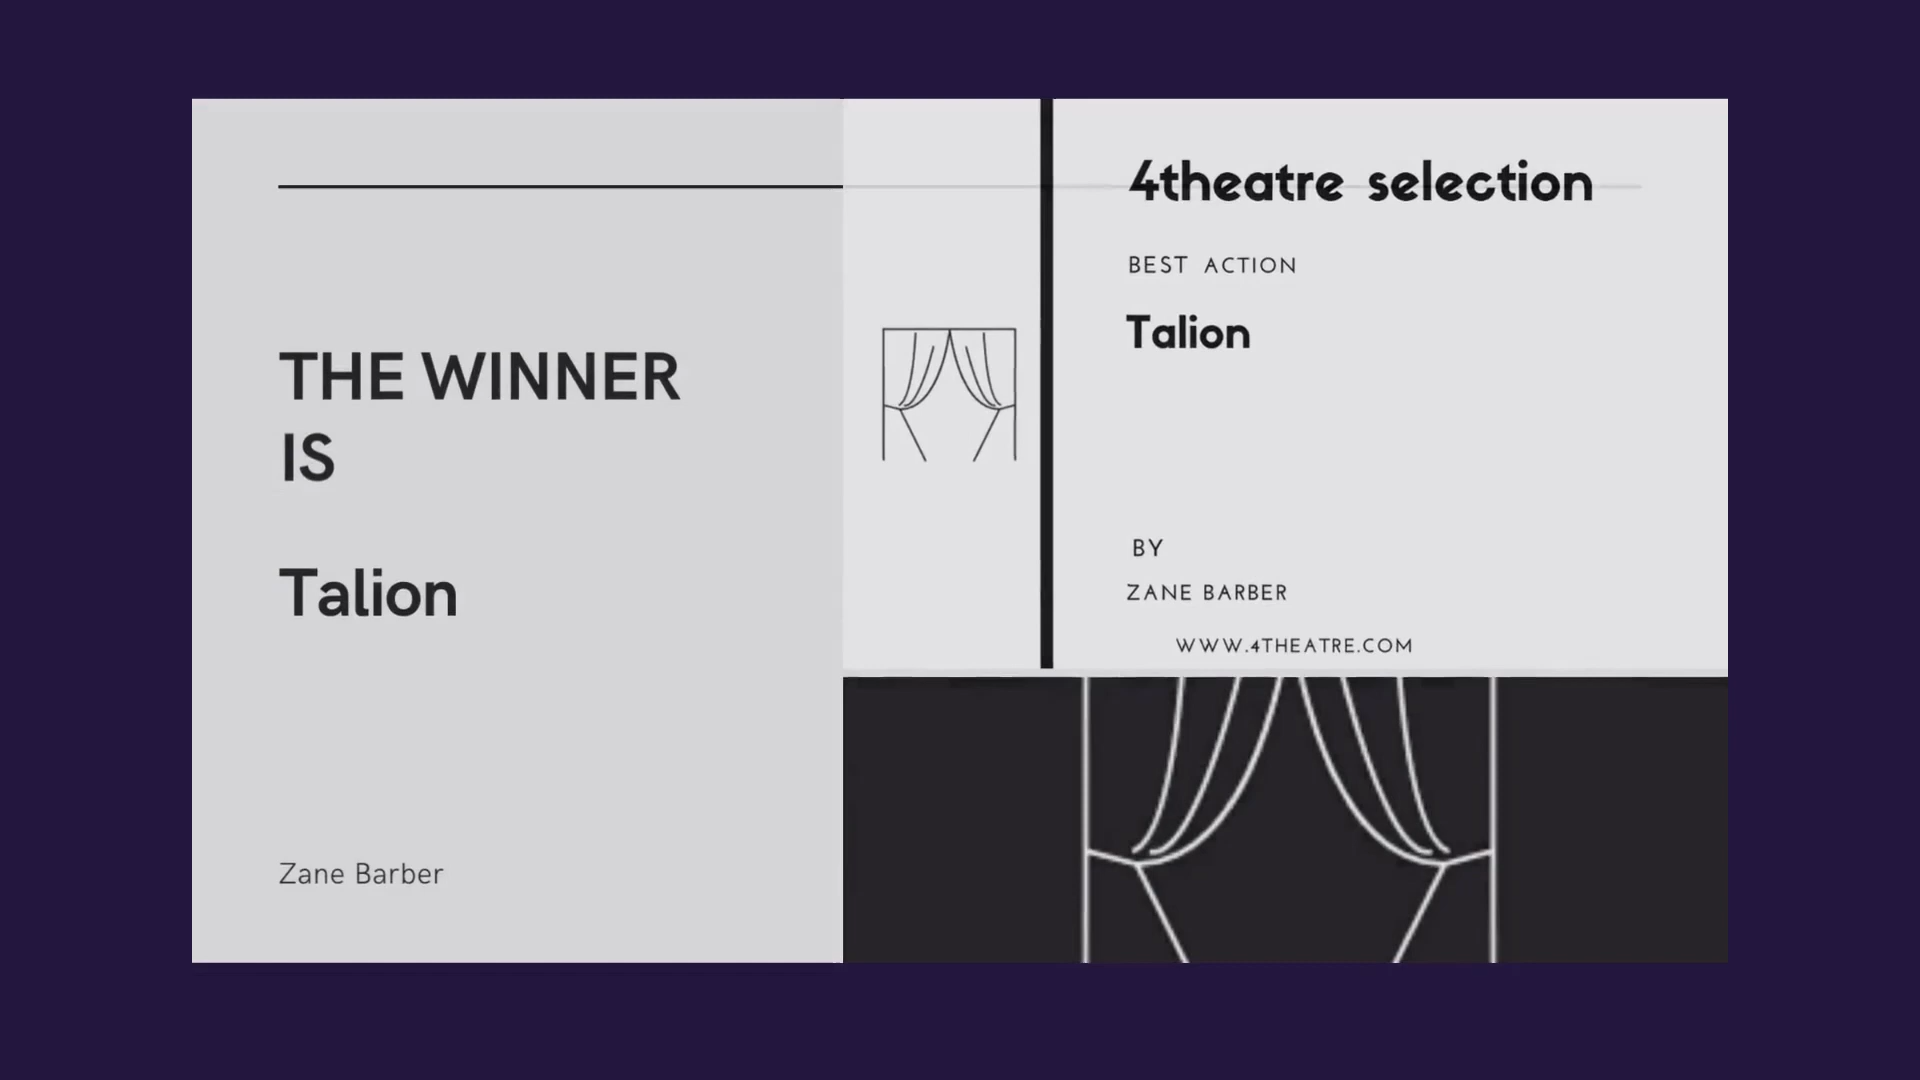 THE WINNER
IS
Talion
Zane Barber
4theatre selection
BEST ACTION
Talion
BY
ZANE BARBER
WWW.4THEATRE.COM